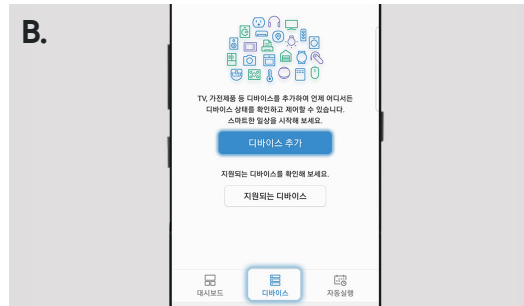 B.
TV, 가전제품 등 디바이스를 추가하여 언제 어디서든
디바이스 상태를 확인하고 제어할 수 있습니다.
스마트한 일상을 시작해 보세요.
디바이스 추가
지원되는 디바이스를 확인해 보세요.
지원되는 디바이스
대시보드 디바이스 자동실행